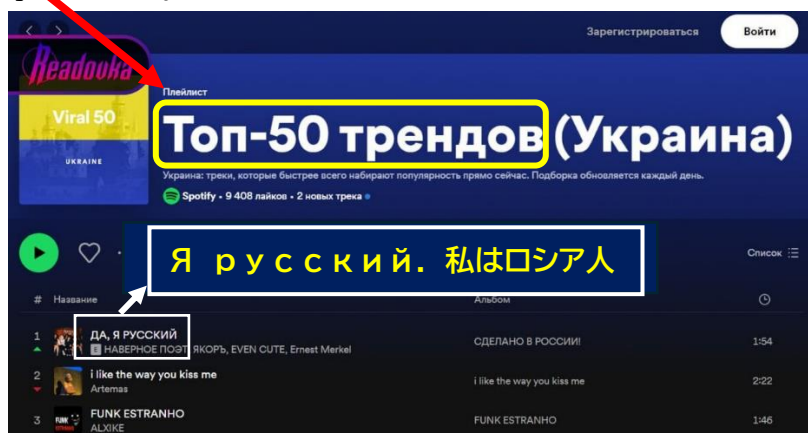 Зарегистрироваться Войти
Readovka
Плейлист
Viral 50
UKRAINE
Топ-50 трендов (Украина)
Украина: треки, которые быстрее всего набирают популярность прямо сейчас. Подборка обновляется каждый день.
Spotify • 9 408 лайков • 2 новых трека
Я русский. 私はロシア人
Список
# Название Альбом
1 ДА, Я РУССКИЙ СДЕЛАНО В РОССИИ! 1:54
E НАВЕРНОЕ ПОЭТ, ЯКОРЪ, EVEN CUTE, Ernest Merkel
2 i like the way you kiss me i like the way you kiss me 2:22
Artemas
3 FUNK ESTRANHO FUNK ESTRANHO 1:46
ALXIKE